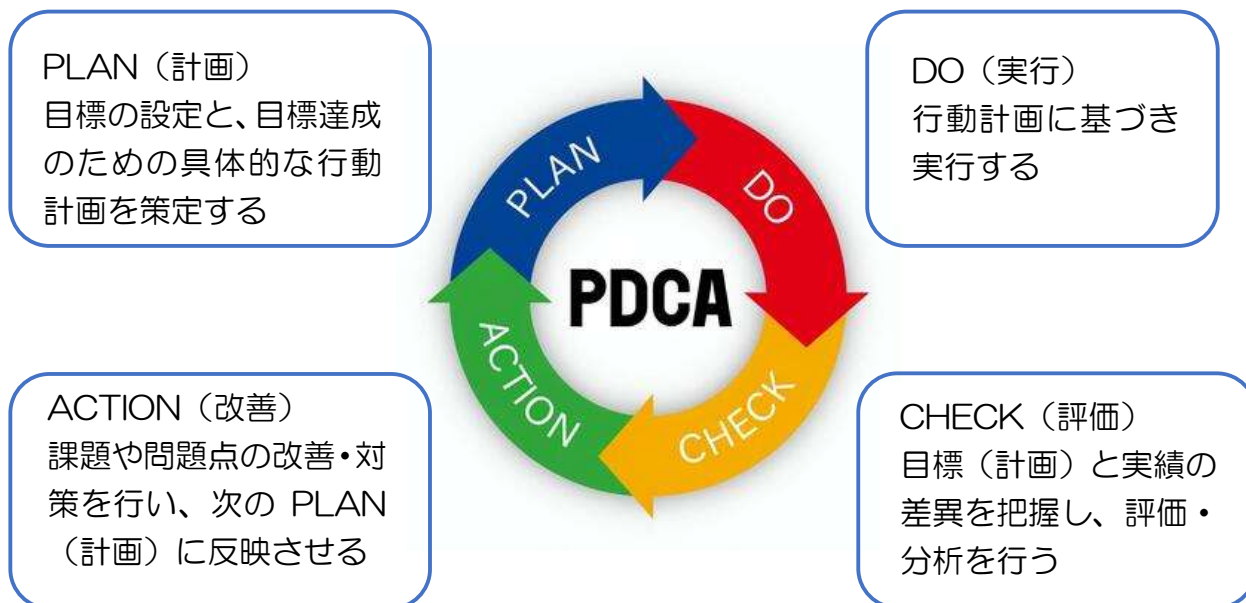 PLAN（計画）
目標の設定と、目標達成
のための具体的な行動
計画を策定する
DO（実行）
行動計画に基づき
実行する
PLAN
DO
PDCA
ACTION
CHECK
ACTION（改善）
課題や問題点の改善・対
策を行い、次の PLAN
（計画）に反映させる
CHECK（評価）
目標（計画）と実績の
差異を把握し、評価・
分析を行う